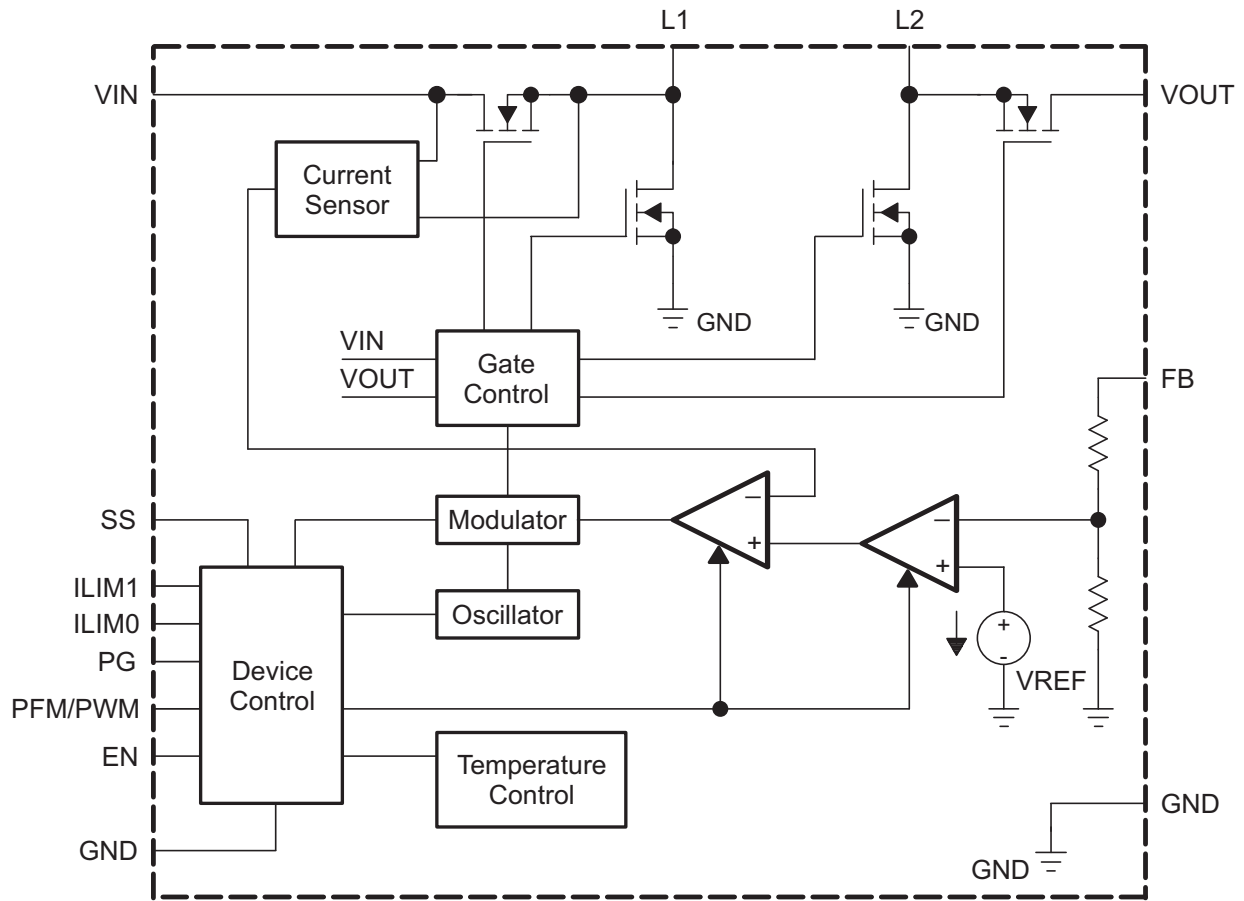 L1
L2
VIN
VOUT
Current
Sensor
GND
GND
VIN
VOUT
Gate
Control
FB
SS
Modulator
–
+
–
+
ILIM1
ILIM0
Oscillator
PG
Device
Control
+
-
VREF
PFM/PWM
EN
Temperature
Control
GND
GND
GND